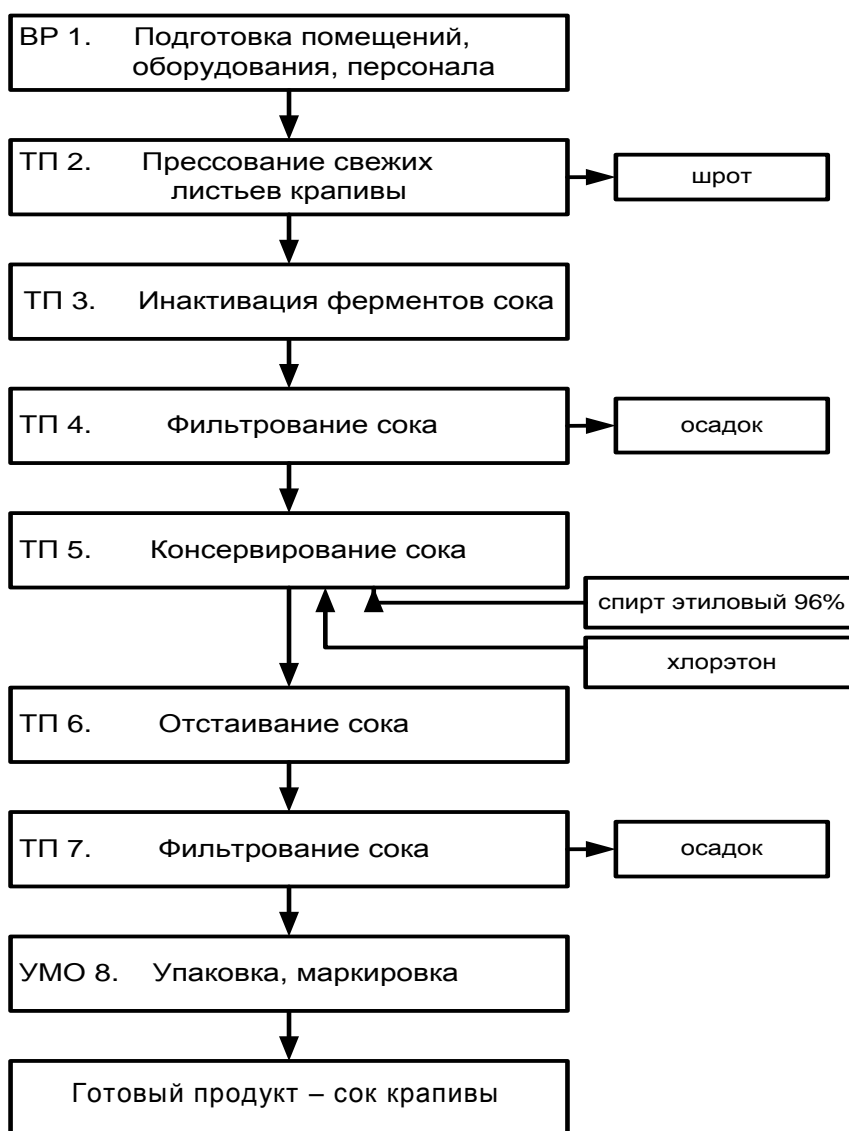 ВР 1. Подготовка помещений,
оборудования, персонала
ТП 2. Прессование свежих
листьев крапивы
шрот
ТП 3. Инактивация ферментов сока
ТП 4. Фильтрование сока
осадок
ТП 5. Консервирование сока
спирт этиловый 96%
хлорэтон
ТП 6. Отстаивание сока
ТП 7. Фильтрование сока
осадок
УМО 8. Упаковка, маркировка
Готовый продукт – сок крапивы